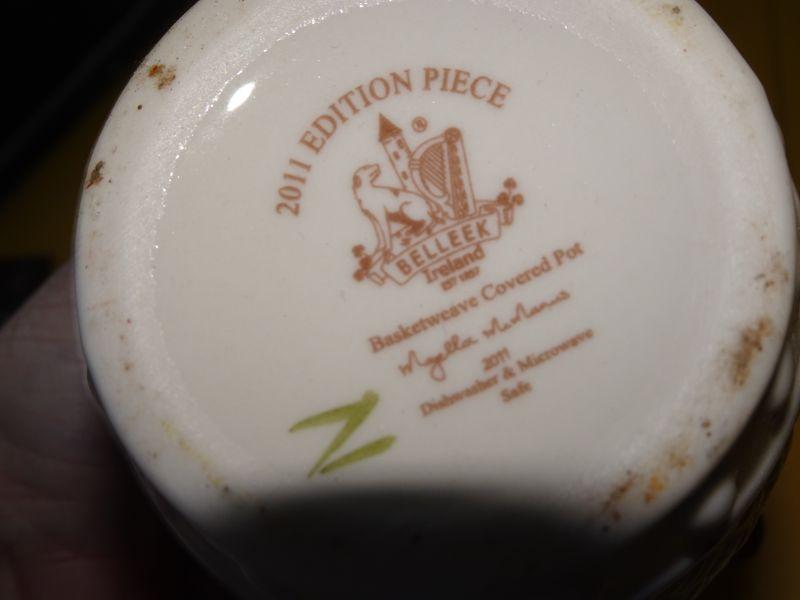 2011 EDITION PIECE
®
BELLEEK
Ireland
EST 1857
Basketweave Covered Pot
2011
Dishwasher & Microwave
Safe